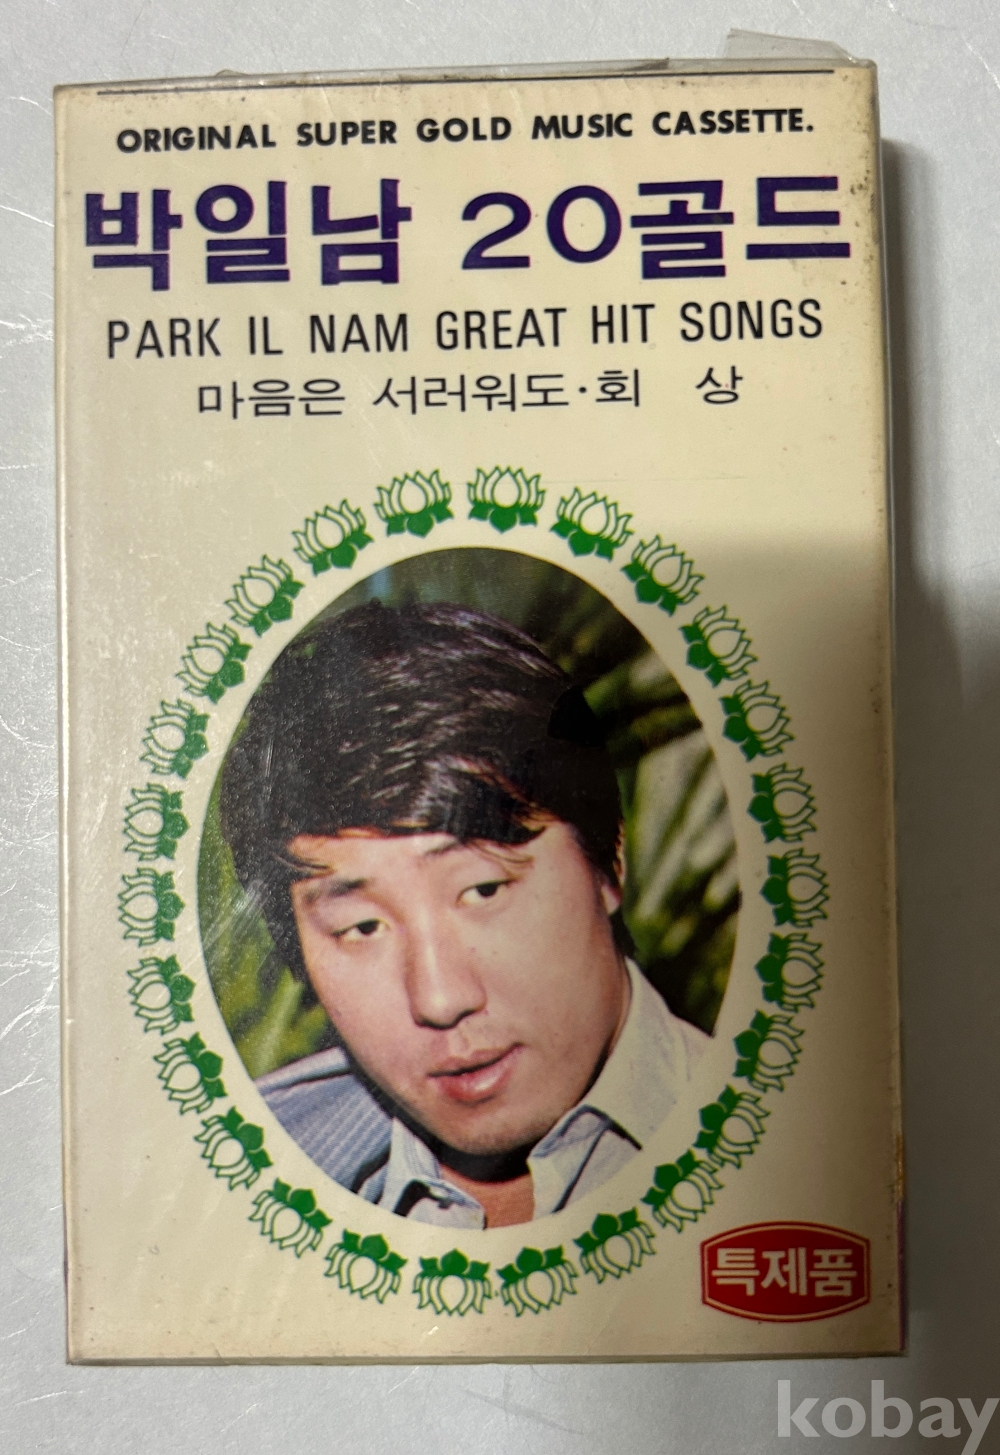 ORIGINAL SUPER GOLD MUSIC CASSETTE.
박일남 20골드
PARK IL NAM GREAT HIT SONGS
마음은 서러워도·회 상
특제품
kobay